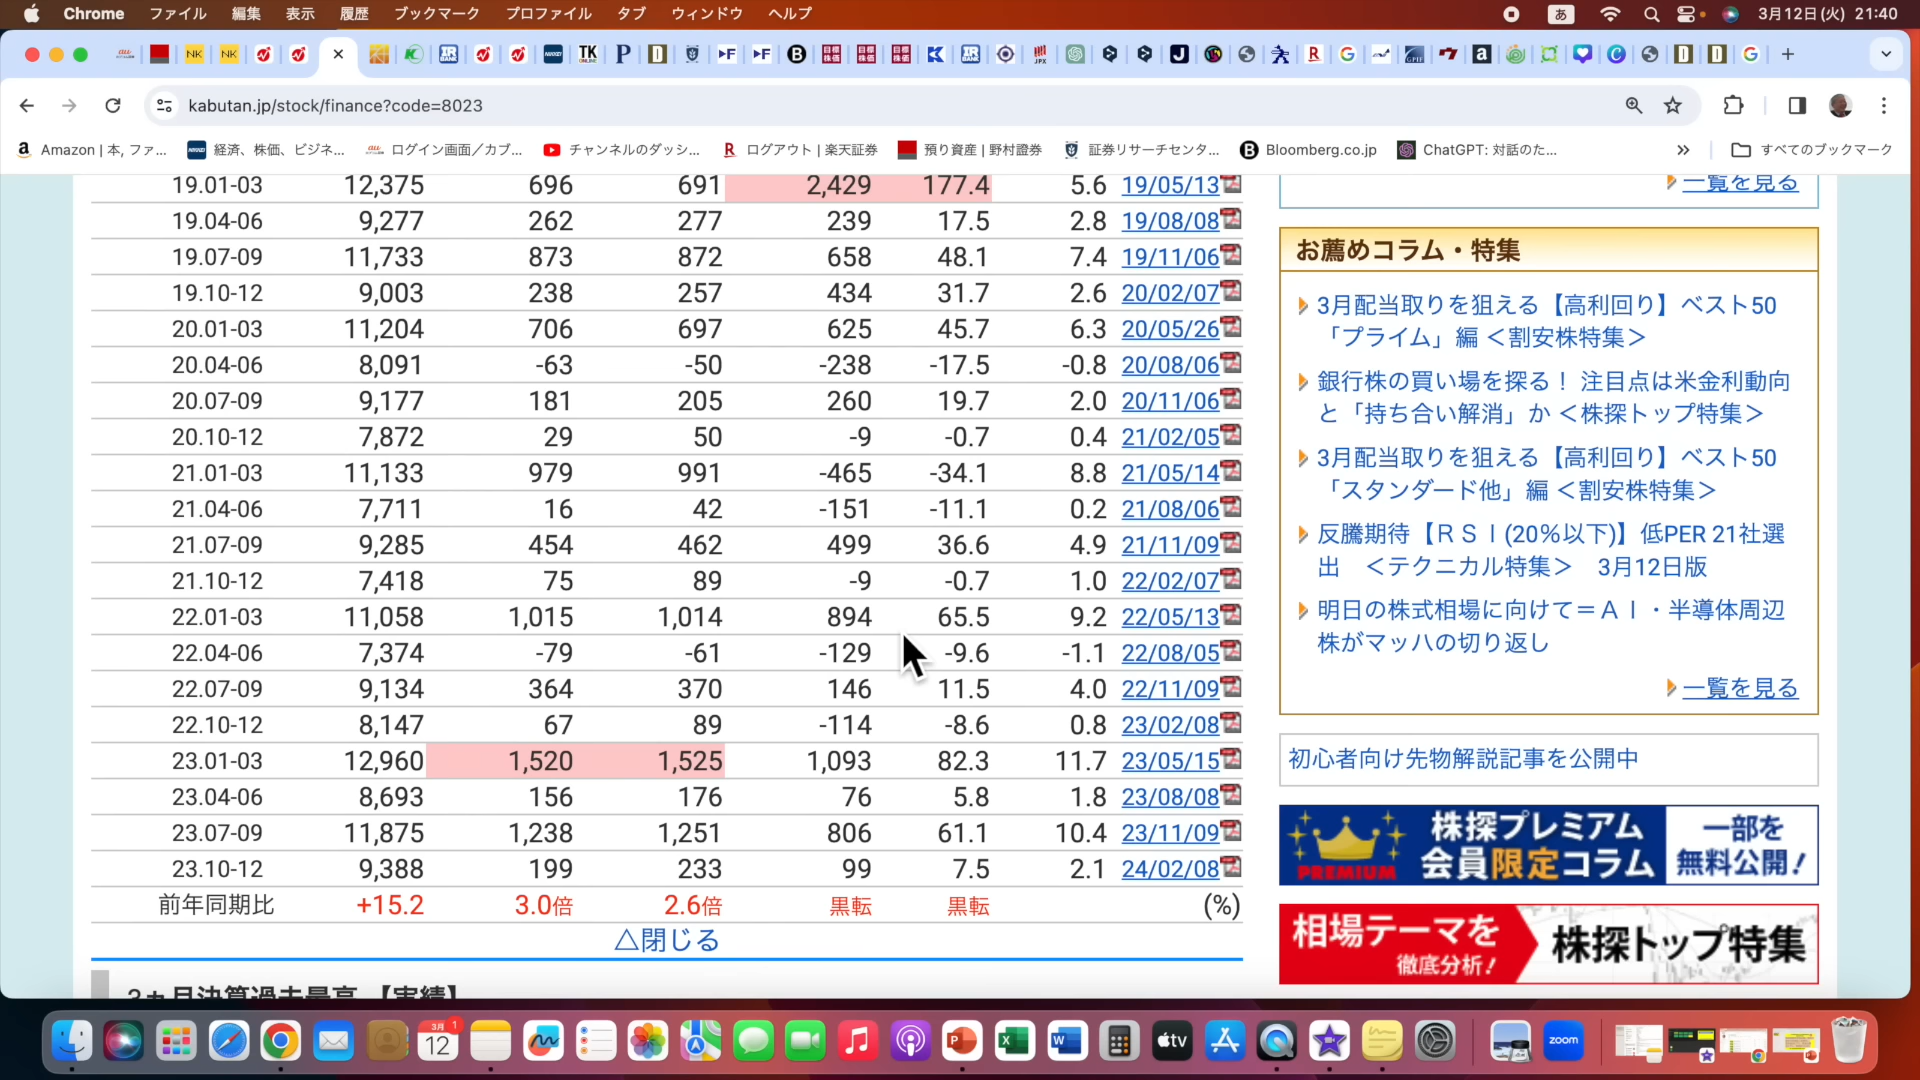 Chrome ファイル 編集 表示 履歴 ブックマーク プロファイル タブ ウィンドウ ヘルプ あ 3月12日(火) 21:40
kabutan.jp/stock/finance?code=8023
Amazon | 本, ファ... 経済、株価、ビジネ... ログイン画面／カブ... チャンネルのダッシ... ログアウト | 楽天証券 預り資産 | 野村證券 証券リサーチセンタ... Bloomberg.co.jp ChatGPT: 対話のた... » すべてのブックマーク
19.01-03 12,375 696 691 2,429 177.4 5.6 19/05/13
19.04-06 9,277 262 277 239 17.5 2.8 19/08/08
19.07-09 11,733 873 872 658 48.1 7.4 19/11/06
19.10-12 9,003 238 257 434 31.7 2.6 20/02/07
20.01-03 11,204 706 697 625 45.7 6.3 20/05/26
20.04-06 8,091 -63 -50 -238 -17.5 -0.8 20/08/06
20.07-09 9,177 181 205 260 19.7 2.0 20/11/06
20.10-12 7,872 29 50 -9 -0.7 0.4 21/02/05
21.01-03 11,133 979 991 -465 -34.1 8.8 21/05/14
21.04-06 7,711 16 42 -151 -11.1 0.2 21/08/06
21.07-09 9,285 454 462 499 36.6 4.9 21/11/09
21.10-12 7,418 75 89 -9 -0.7 1.0 22/02/07
22.01-03 11,058 1,015 1,014 894 65.5 9.2 22/05/13
22.04-06 7,374 -79 -61 -129 -9.6 -1.1 22/08/05
22.07-09 9,134 364 370 146 11.5 4.0 22/11/09
22.10-12 8,147 67 89 -114 -8.6 0.8 23/02/08
23.01-03 12,960 1,520 1,525 1,093 82.3 11.7 23/05/15
23.04-06 8,693 156 176 76 5.8 1.8 23/08/08
23.07-09 11,875 1,238 1,251 806 61.1 10.4 23/11/09
23.10-12 9,388 199 233 99 7.5 2.1 24/02/08
前年同期比 +15.2 3.0倍 2.6倍 黒転 黒転 (%)
△閉じる
3ヵ月決算過去最高 【実績】
一覧を見る
お薦めコラム・特集
3月配当取りを狙える【高利回り】ベスト50
「プライム」編 ＜割安株特集＞
銀行株の買い場を探る！ 注目点は米金利動向
と「持ち合い解消」か ＜株探トップ特集＞
3月配当取りを狙える【高利回り】ベスト50
「スタンダード他」編 ＜割安株特集＞
反騰期待【ＲＳＩ(20％以下)】低PER 21社選
出 ＜テクニカル特集＞ 3月12日版
明日の株式相場に向けて＝ＡＩ・半導体周辺
株がマッハの切り返し
一覧を見る
初心者向け先物解説記事を公開中
株探プレミアム
会員限定コラム
PREMIUM
一部を
無料公開！
相場テーマを
徹底分析！
株探トップ特集
3月 1
12
tv
zoom